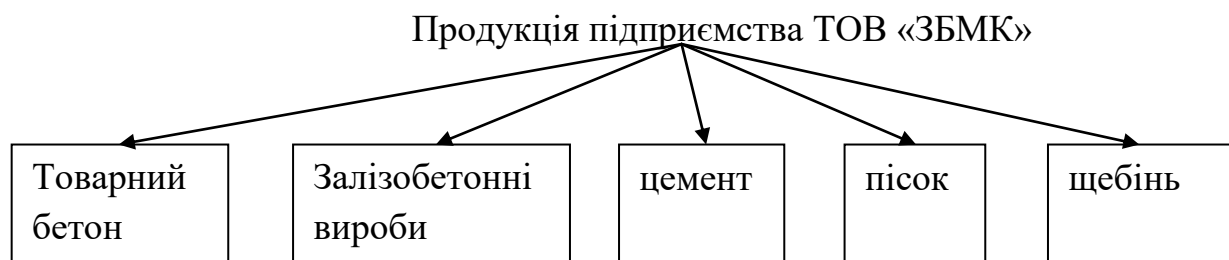 Продукція підприємства ТОВ «ЗБМК»
Товарний
бетон
Залізобетонні
вироби
цемент
пісок
щебінь